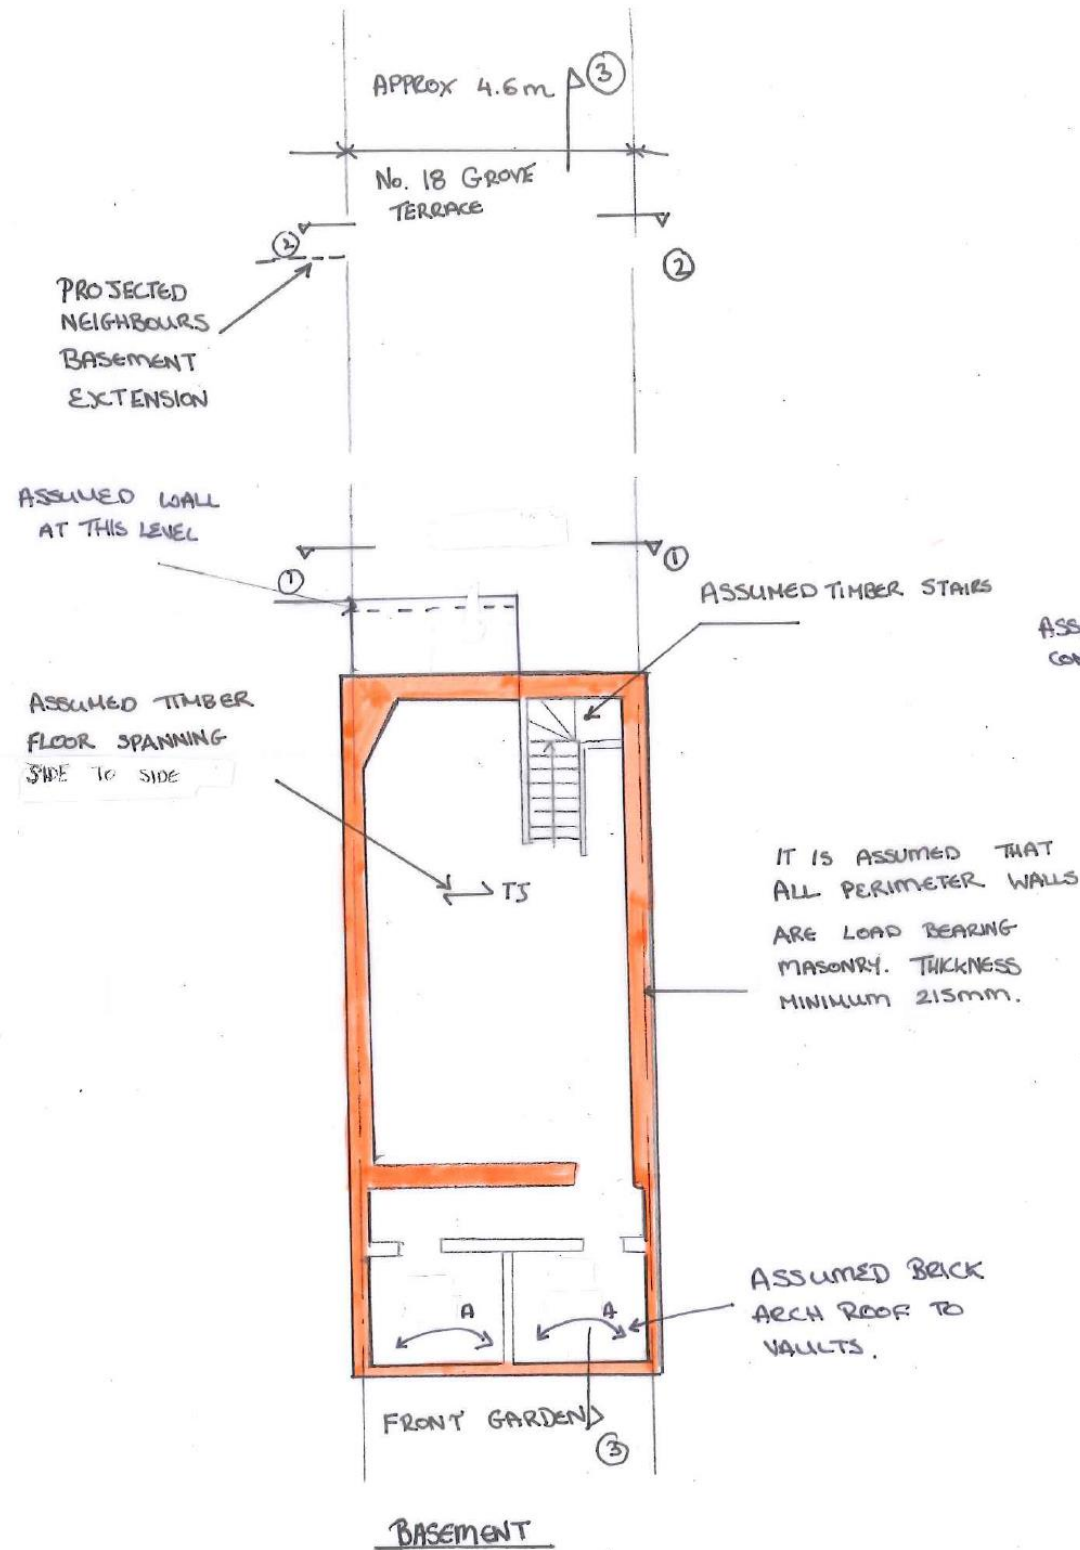 APPROX 4.6m
3
No. 18 GROVE
TERRACE
2
2
PROJECTED
NEIGHBOURS
BASEMENT
EXTENSION
ASSUMED WALL
AT THIS LEVEL
1
1
ASSUMED TIMBER STAIRS
ASS
CO
ASSUMED TIMBER
FLOOR SPANNING
SIDE TO SIDE
TJ
IT IS ASSUMED THAT
ALL PERIMETER WALLS
ARE LOAD BEARING
MASONRY. THICKNESS
MINIMUM 215mm.
A
A
ASSUMED BRICK
ARCH ROOF TO
VAULTS.
FRONT GARDEN
3
BASEMENT